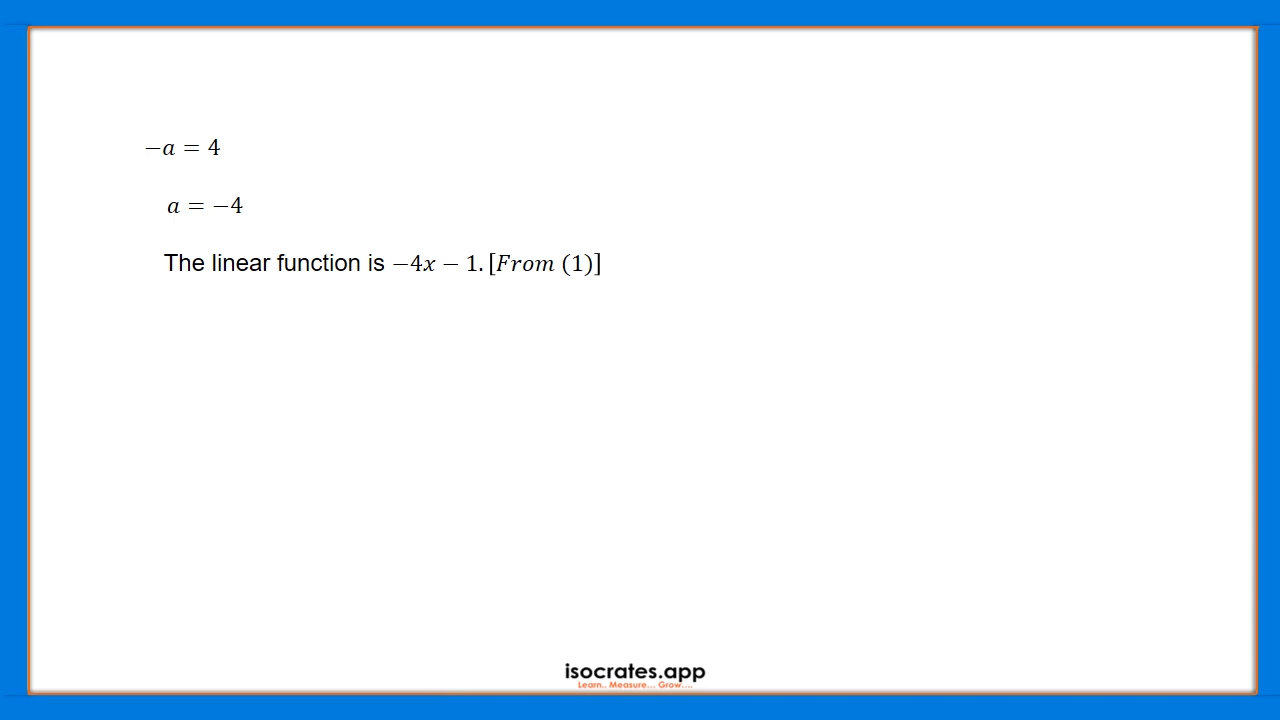 −a = 4
a = −4
The linear function is −4x − 1. [From (1)]
isocrates.app
Learn.. Measure... Grow....